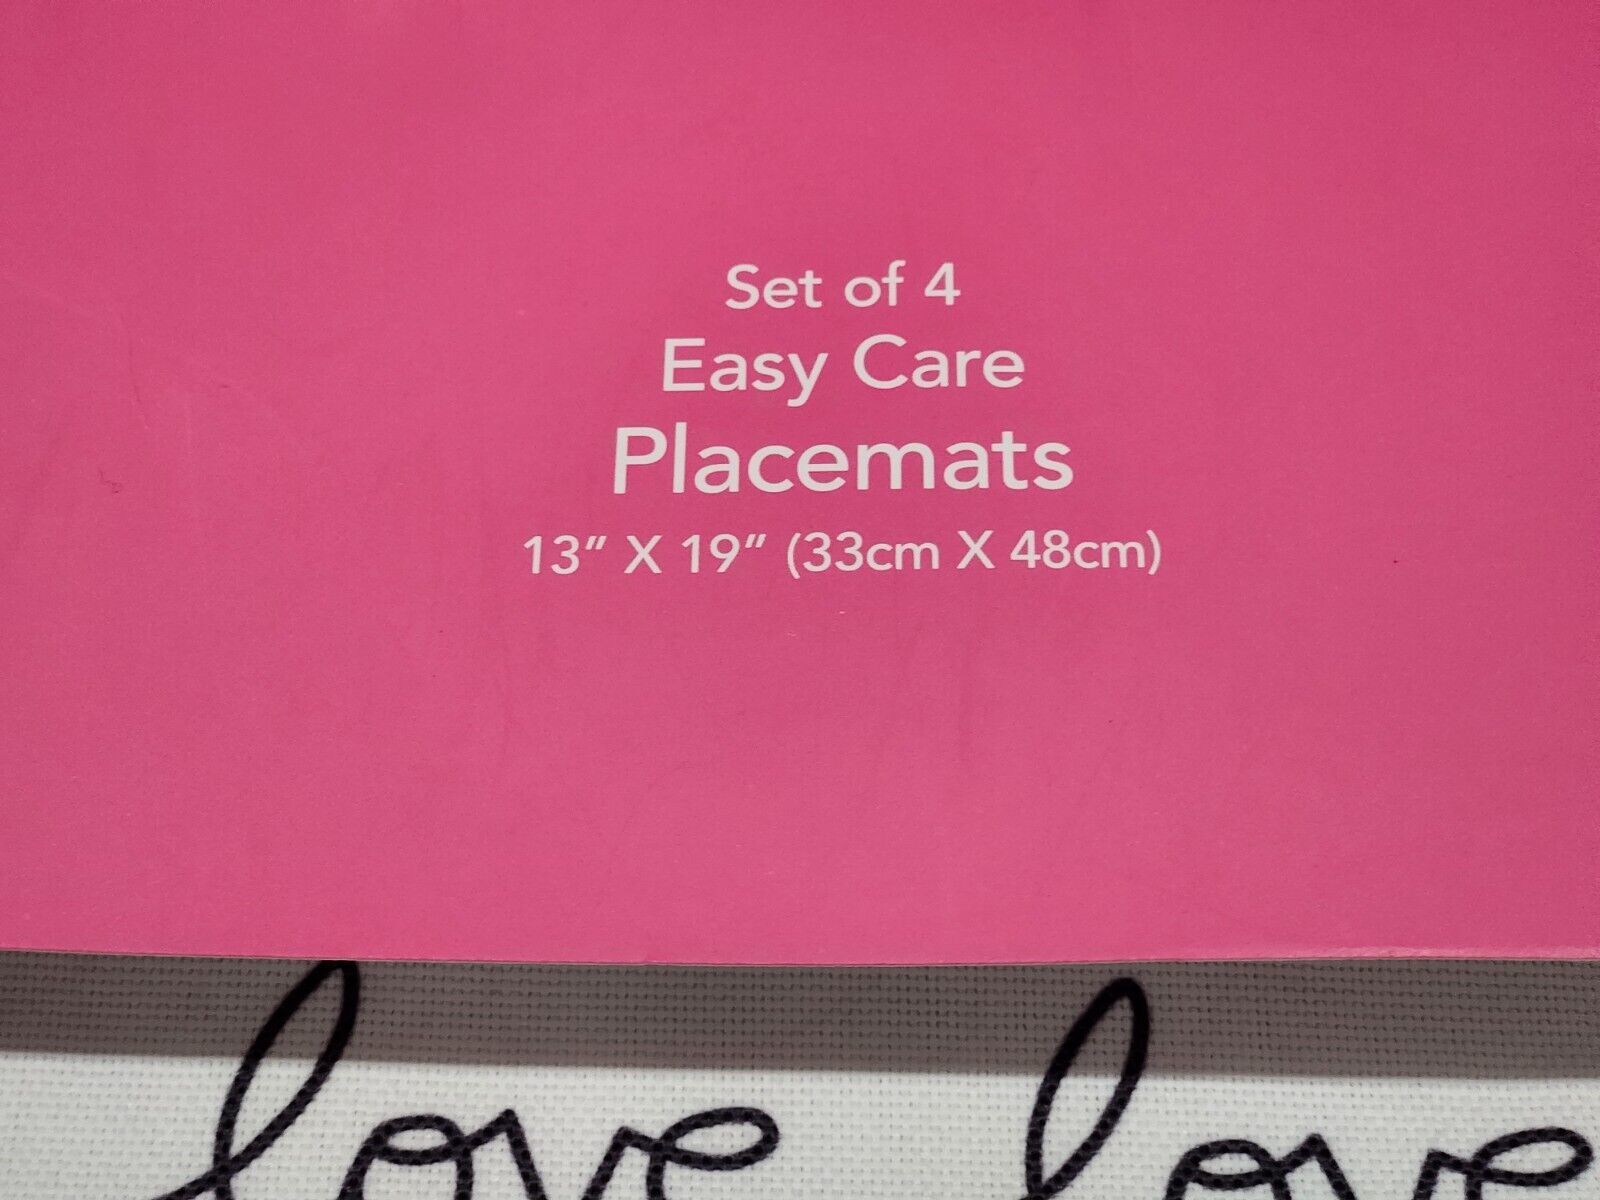 Set of 4
Easy Care
Placemats
13" X 19" (33cm X 48cm)
love love